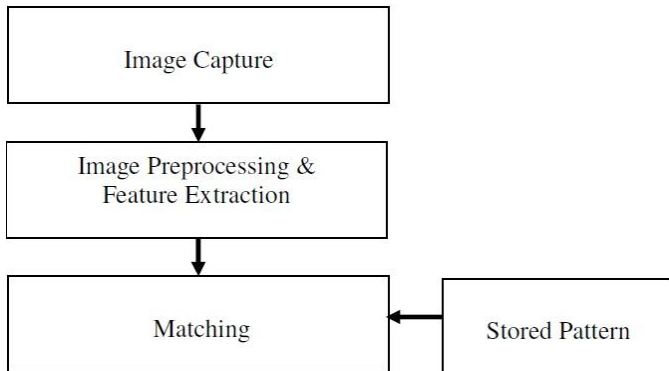 Image Capture
Image Preprocessing &
Feature Extraction
Matching
Stored Pattern